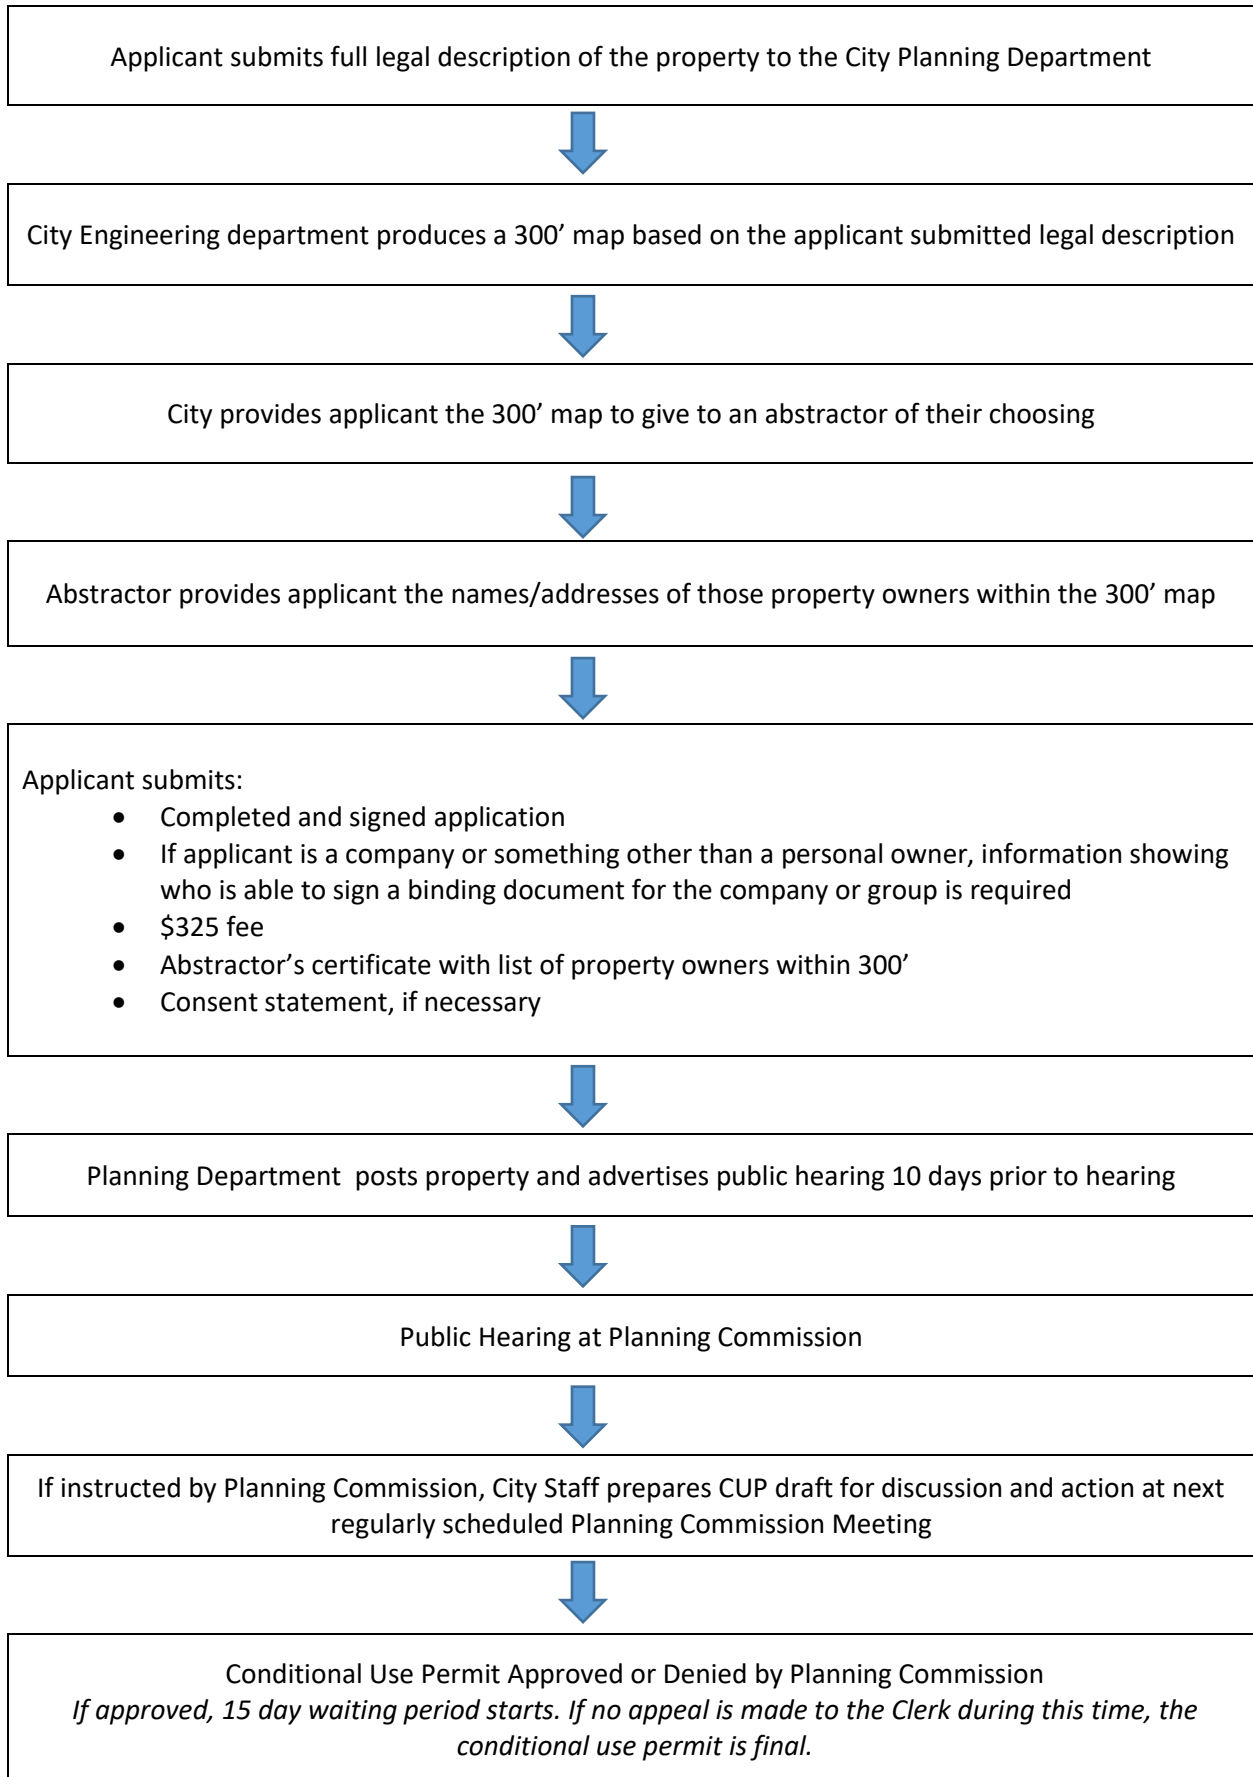 Applicant submits full legal description of the property to the City Planning Department
City Engineering department produces a 300’ map based on the applicant submitted legal description
City provides applicant the 300’ map to give to an abstractor of their choosing
Abstractor provides applicant the names/addresses of those property owners within the 300’ map
Applicant submits:
• Completed and signed application
• If applicant is a company or something other than a personal owner, information showing
who is able to sign a binding document for the company or group is required
• $325 fee
• Abstractor’s certificate with list of property owners within 300’
• Consent statement, if necessary
Planning Department  posts property and advertises public hearing 10 days prior to hearing
Public Hearing at Planning Commission
If instructed by Planning Commission, City Staff prepares CUP draft for discussion and action at next
regularly scheduled Planning Commission Meeting
Conditional Use Permit Approved or Denied by Planning Commission
If approved, 15 day waiting period starts. If no appeal is made to the Clerk during this time, the
conditional use permit is final.